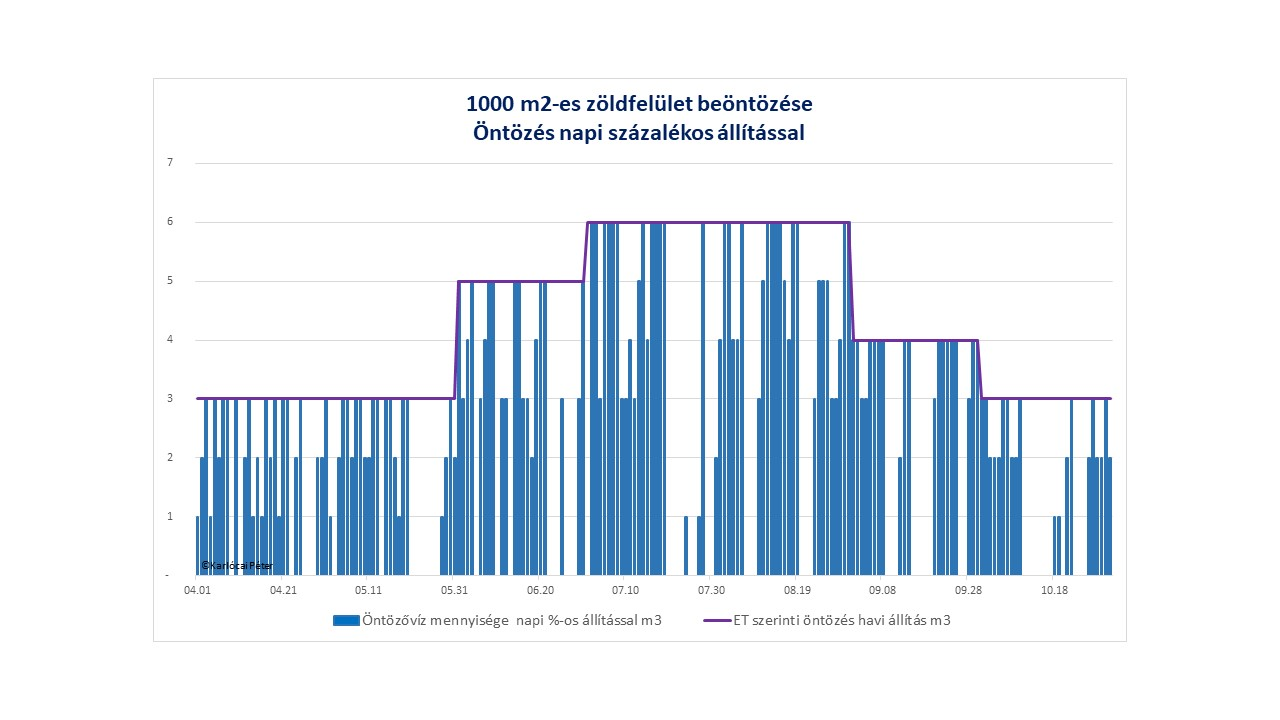 1000 m2-es zöldfelület beöntözése
Öntözés napi százalékos állítással
7
6
5
4
3
2
1
-
©Karlócai Péter
04.01 04.21 05.11 05.31 06.20 07.10 07.30 08.19 09.08 09.28 10.18
Öntözővíz mennyisége napi %-os állítással m3 ET szerinti öntözés havi állítás m3